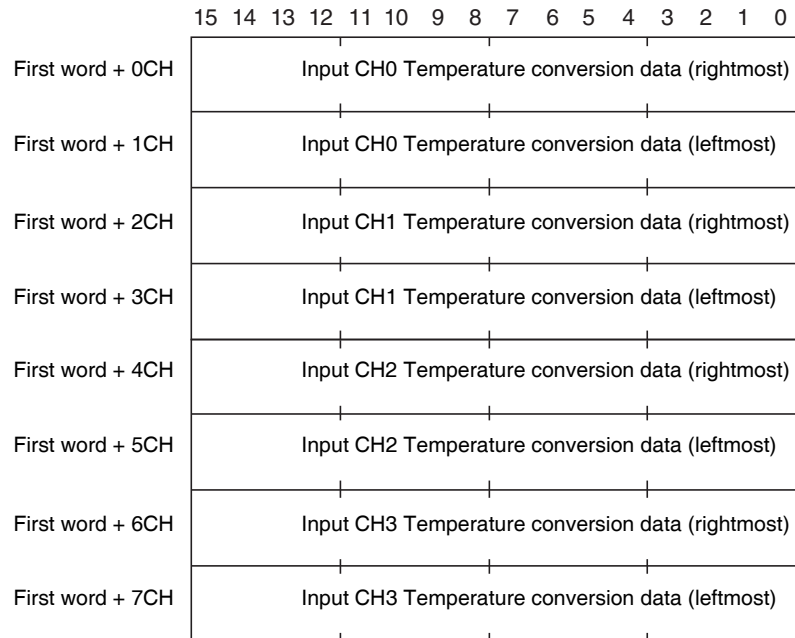 15 14 13 12 11 10 9 8 7 6 5 4 3 2 1 0
First word + 0CH Input CH0 Temperature conversion data (rightmost)
First word + 1CH Input CH0 Temperature conversion data (leftmost)
First word + 2CH Input CH1 Temperature conversion data (rightmost)
First word + 3CH Input CH1 Temperature conversion data (leftmost)
First word + 4CH Input CH2 Temperature conversion data (rightmost)
First word + 5CH Input CH2 Temperature conversion data (leftmost)
First word + 6CH Input CH3 Temperature conversion data (rightmost)
First word + 7CH Input CH3 Temperature conversion data (leftmost)